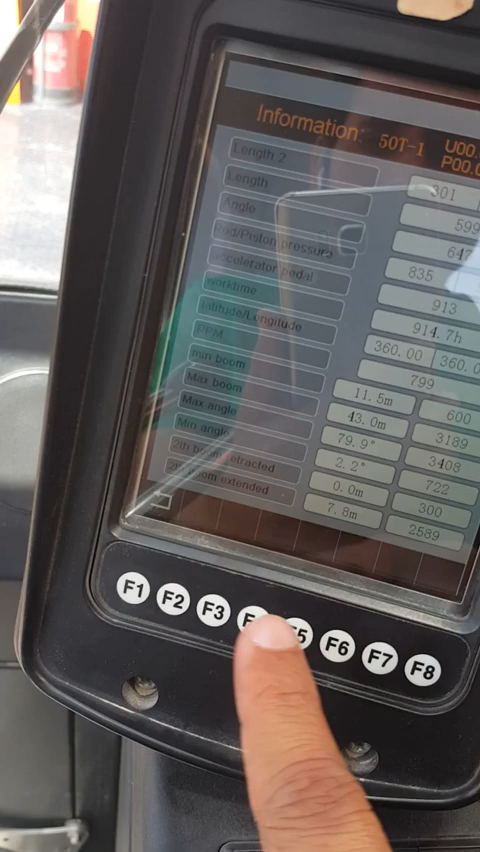 Information: 50T-1 U00.
P00.0
Length 2 301
Length 599
Angle 647
Rod/Piston pressure 835
accelerator pedal 913
worktime 914.7h
Latitude/Longitude 360.00 360.0
RPM 799
min boom 11.5m 600
Max boom 43.0m 3189
Max angle 79.9° 3408
Min angle 2.2° 722
2th boom retracted 0.0m 300
2th boom extended 7.8m 2589
F1 F2 F3 F5 F6 F7 F8